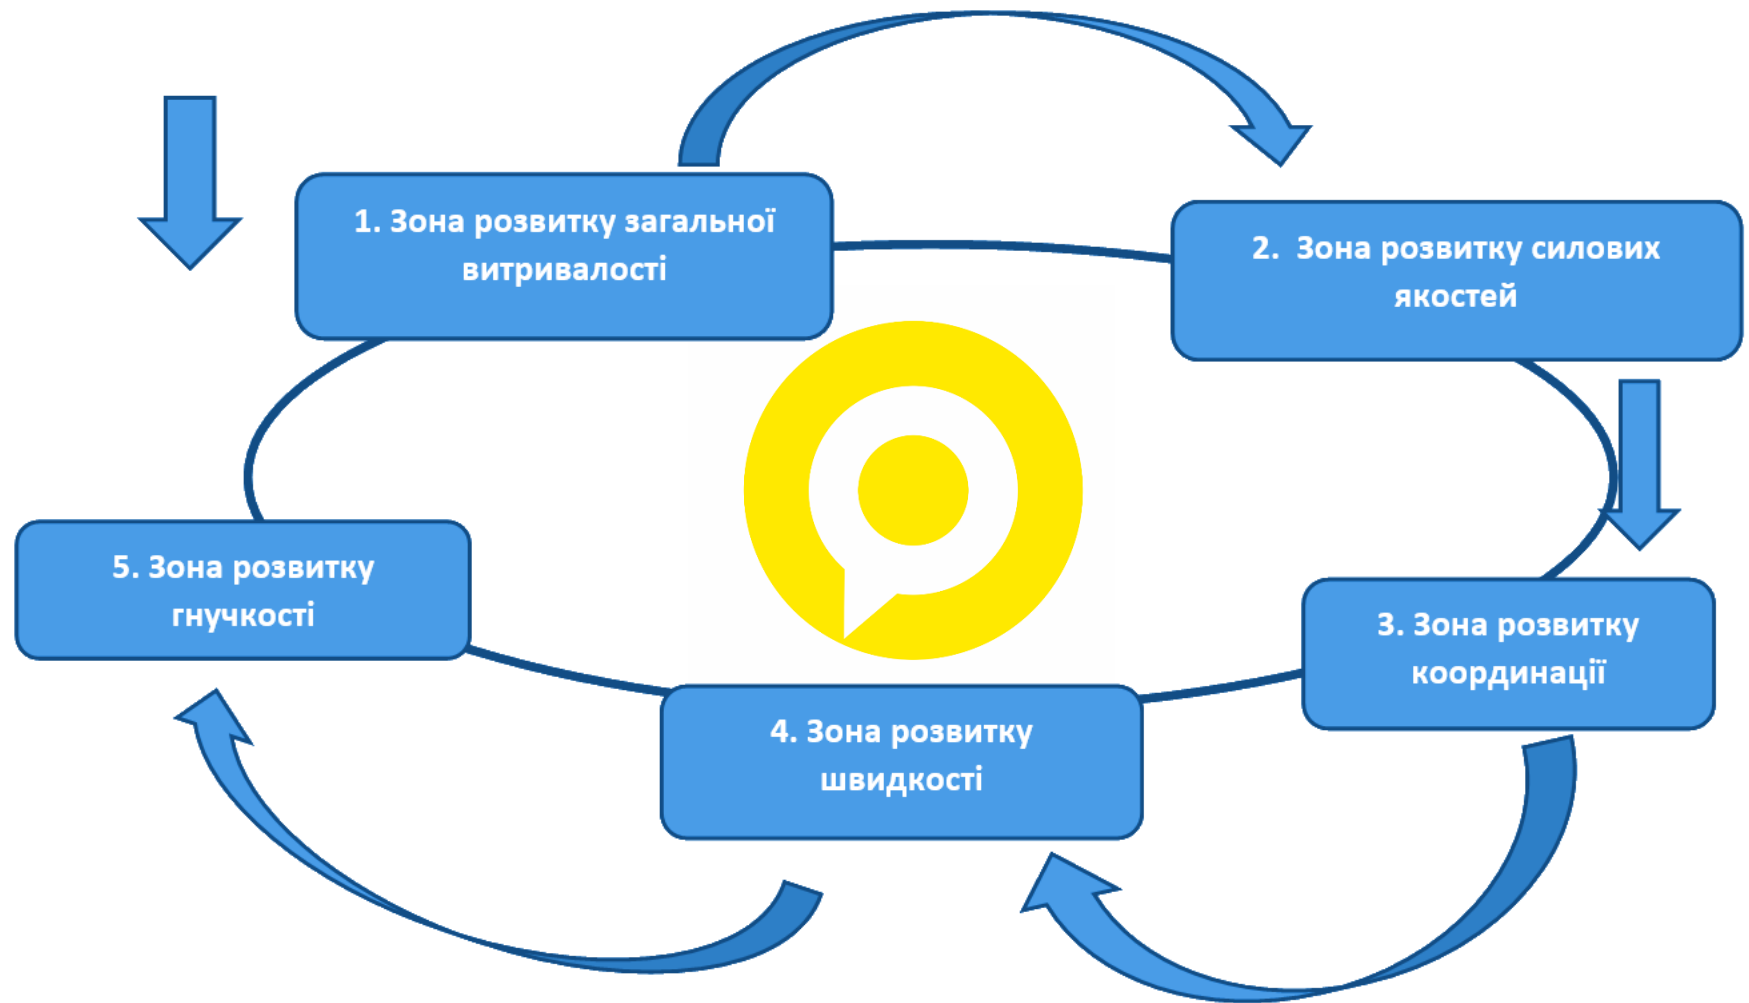 1. Зона розвитку загальної
витривалості
2. Зона розвитку силових
якостей
3. Зона розвитку
координації
4. Зона розвитку
швидкості
5. Зона розвитку
гнучкості